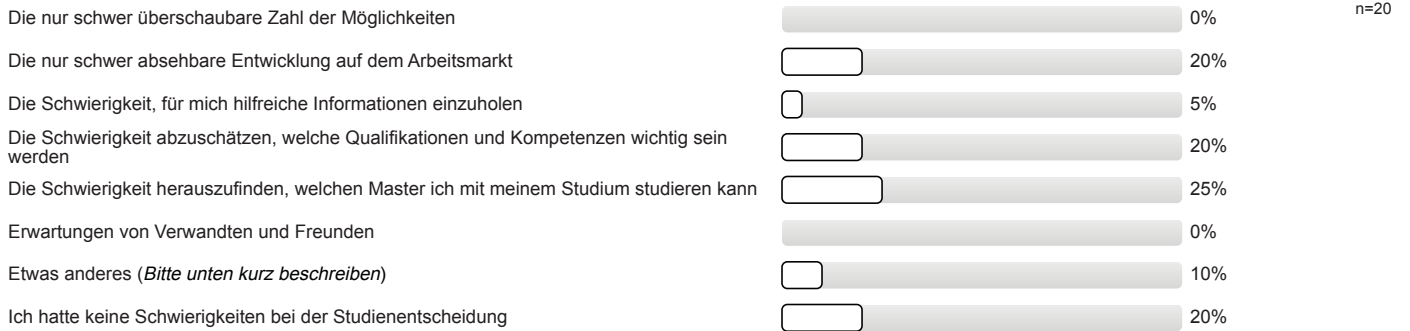 Die nur schwer überschaubare Zahl der Möglichkeiten 0% n=20
Die nur schwer absehbare Entwicklung auf dem Arbeitsmarkt 20%
Die Schwierigkeit, für mich hilfreiche Informationen einzuholen 5%
Die Schwierigkeit abzuschätzen, welche Qualifikationen und Kompetenzen wichtig sein
werden 20%
Die Schwierigkeit herauszufinden, welchen Master ich mit meinem Studium studieren kann 25%
Erwartungen von Verwandten und Freunden 0%
Etwas anderes (Bitte unten kurz beschreiben) 10%
Ich hatte keine Schwierigkeiten bei der Studienentscheidung 20%